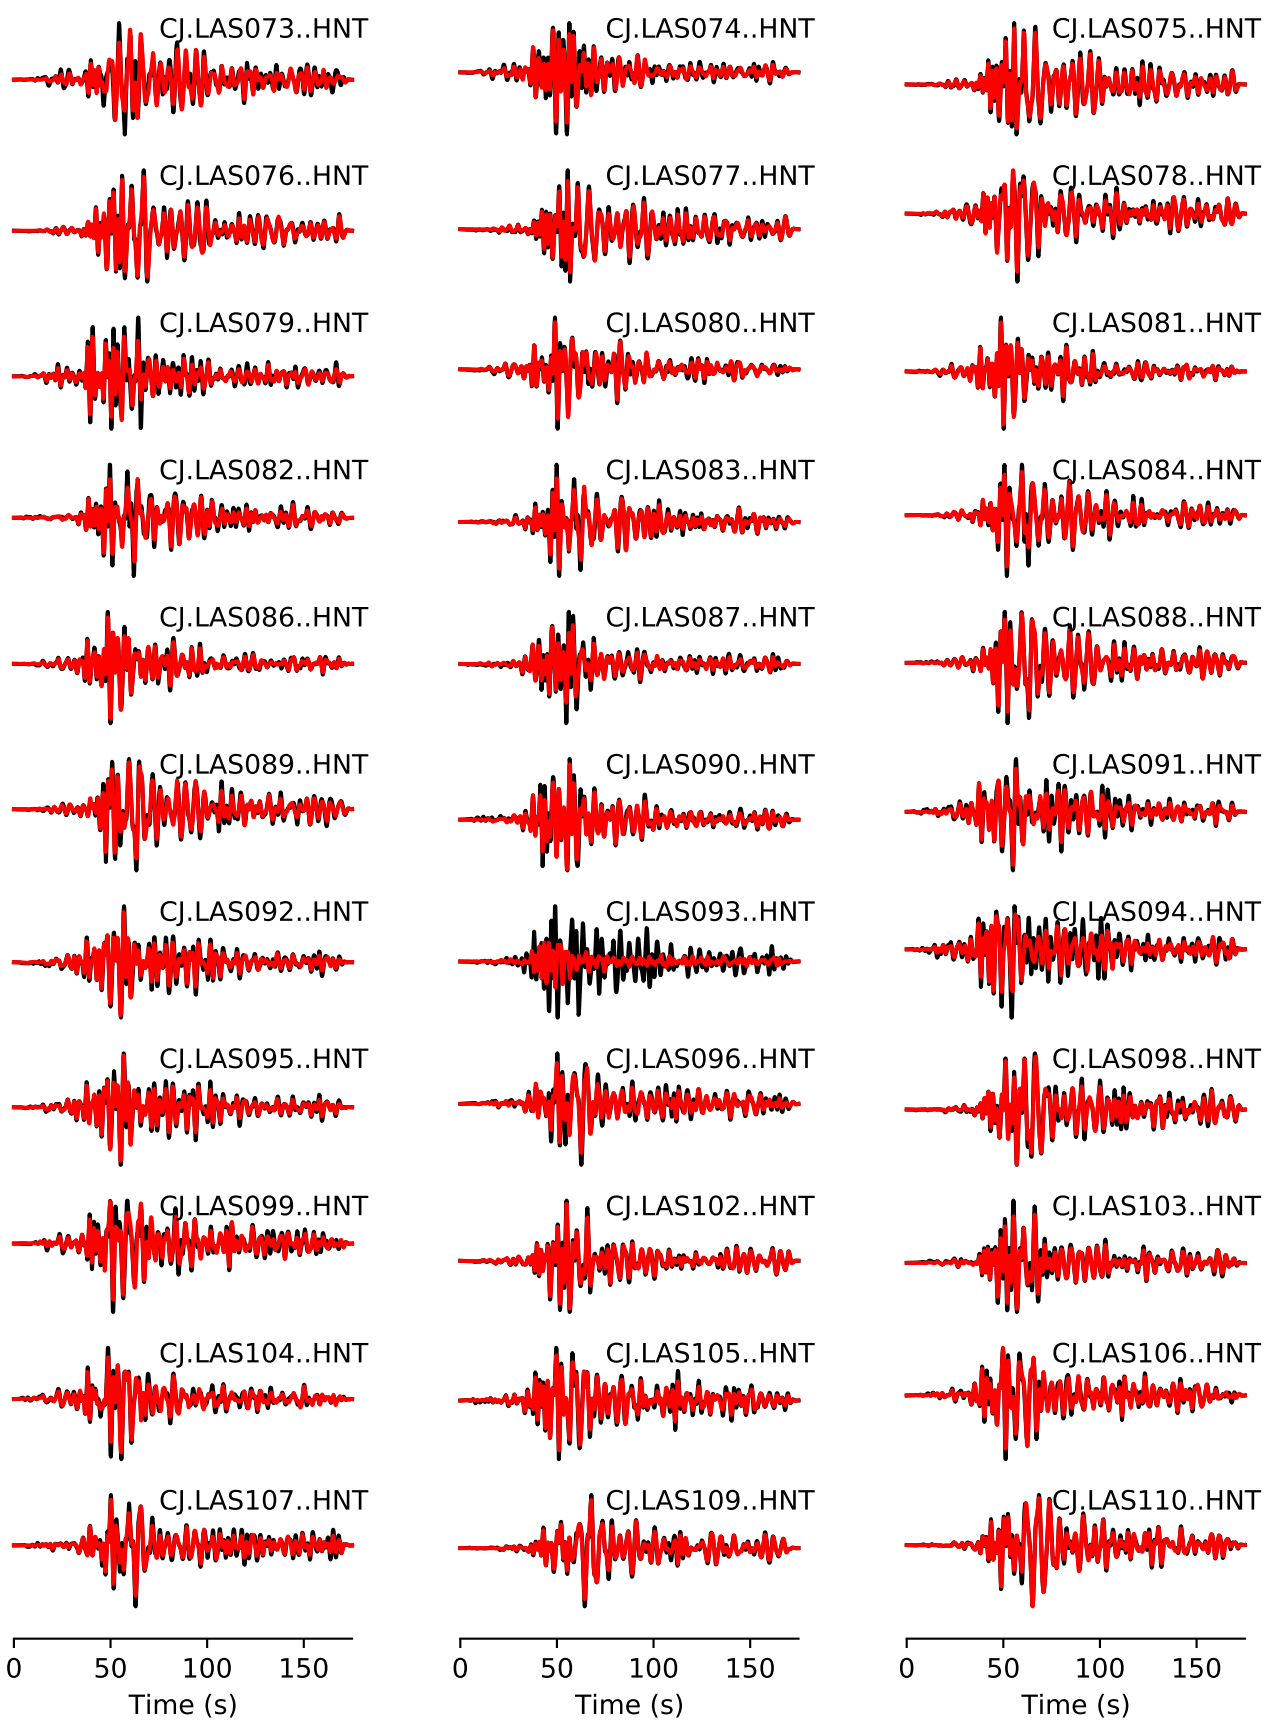 CJ.LAS073..HNT CJ.LAS074..HNT CJ.LAS075..HNT
CJ.LAS076..HNT CJ.LAS077..HNT CJ.LAS078..HNT
CJ.LAS079..HNT CJ.LAS080..HNT CJ.LAS081..HNT
CJ.LAS082..HNT CJ.LAS083..HNT CJ.LAS084..HNT
CJ.LAS086..HNT CJ.LAS087..HNT CJ.LAS088..HNT
CJ.LAS089..HNT CJ.LAS090..HNT CJ.LAS091..HNT
CJ.LAS092..HNT CJ.LAS093..HNT CJ.LAS094..HNT
CJ.LAS095..HNT CJ.LAS096..HNT CJ.LAS098..HNT
CJ.LAS099..HNT CJ.LAS102..HNT CJ.LAS103..HNT
CJ.LAS104..HNT CJ.LAS105..HNT CJ.LAS106..HNT
CJ.LAS107..HNT CJ.LAS109..HNT CJ.LAS110..HNT
0 50 100 150 0 50 100 150 0 50 100 150
Time (s) Time (s) Time (s)